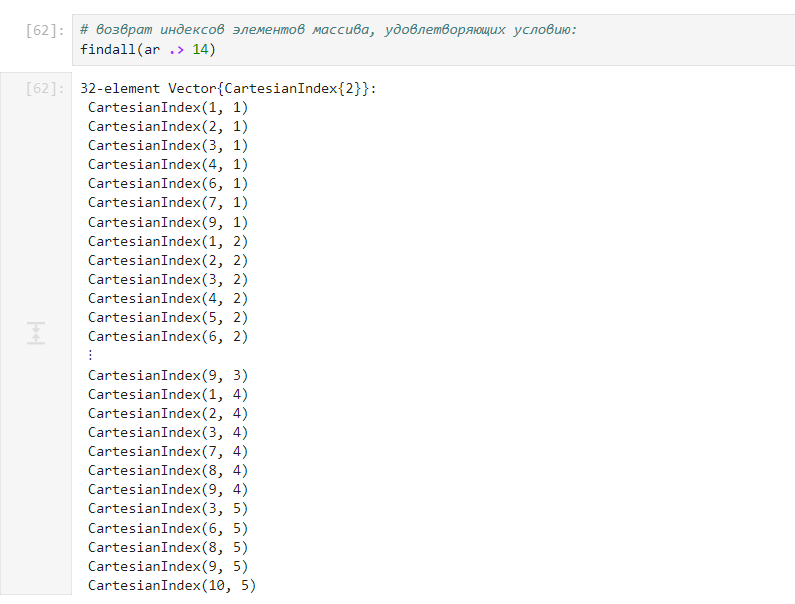 [62]: # возврат индексов элементов массива, удовлетворяющих условию:
findall(ar .> 14)
[62]: 32-element Vector{CartesianIndex{2}}:
CartesianIndex(1, 1)
CartesianIndex(2, 1)
CartesianIndex(3, 1)
CartesianIndex(4, 1)
CartesianIndex(6, 1)
CartesianIndex(7, 1)
CartesianIndex(9, 1)
CartesianIndex(1, 2)
CartesianIndex(2, 2)
CartesianIndex(3, 2)
CartesianIndex(4, 2)
CartesianIndex(5, 2)
CartesianIndex(6, 2)
⋮
CartesianIndex(9, 3)
CartesianIndex(1, 4)
CartesianIndex(2, 4)
CartesianIndex(3, 4)
CartesianIndex(7, 4)
CartesianIndex(8, 4)
CartesianIndex(9, 4)
CartesianIndex(3, 5)
CartesianIndex(6, 5)
CartesianIndex(8, 5)
CartesianIndex(9, 5)
CartesianIndex(10, 5)